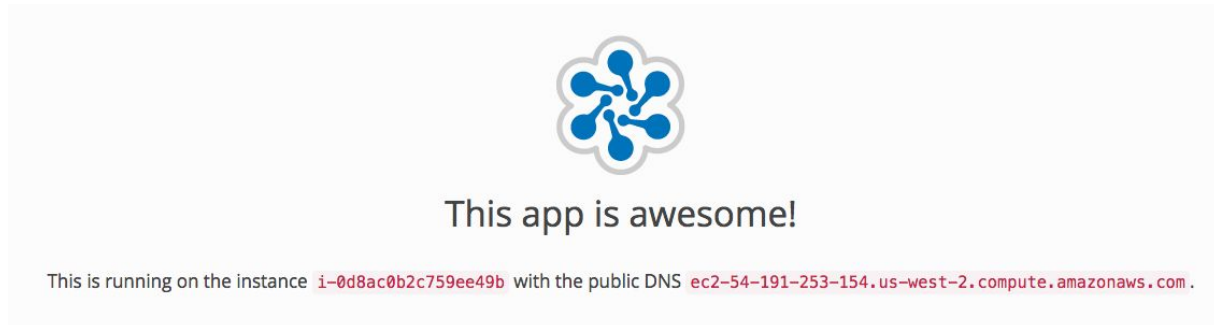 This app is awesome!
This is running on the instance i-0d8ac0b2c759ee49b with the public DNS ec2-54-191-253-154.us-west-2.compute.amazonaws.com.